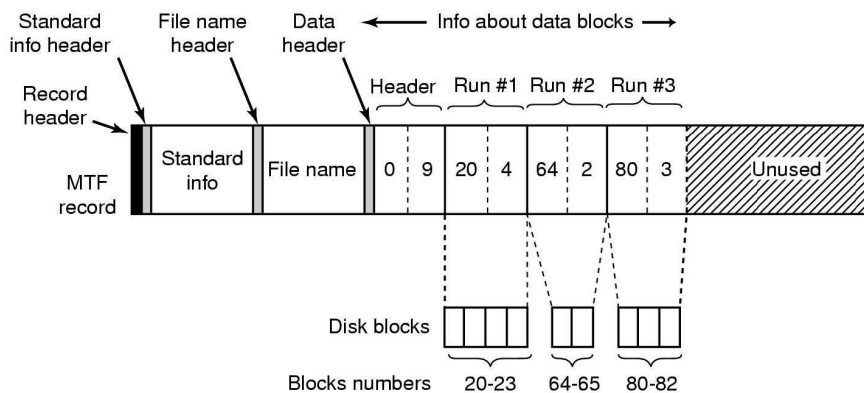 Standard
info header
File name
header
Data
header
Info about data blocks
Record
header
Header
Run #1
Run #2
Run #3
MTF
record
Standard
info
File name
0 9 20 4 64 2 80 3
Unused
Disk blocks
Blocks numbers
20-23
64-65
80-82